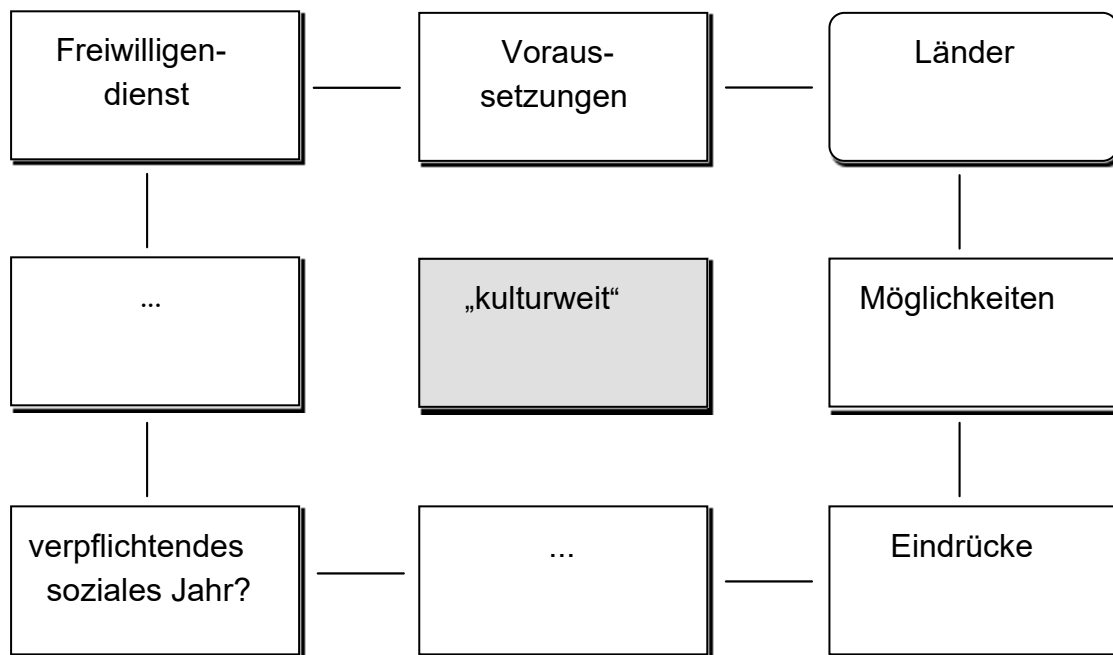 Freiwilligen-
dienst
Voraus-
setzungen
Länder
...
„kulturweit“
Möglichkeiten
verpflichtendes
soziales Jahr?
...
Eindrücke